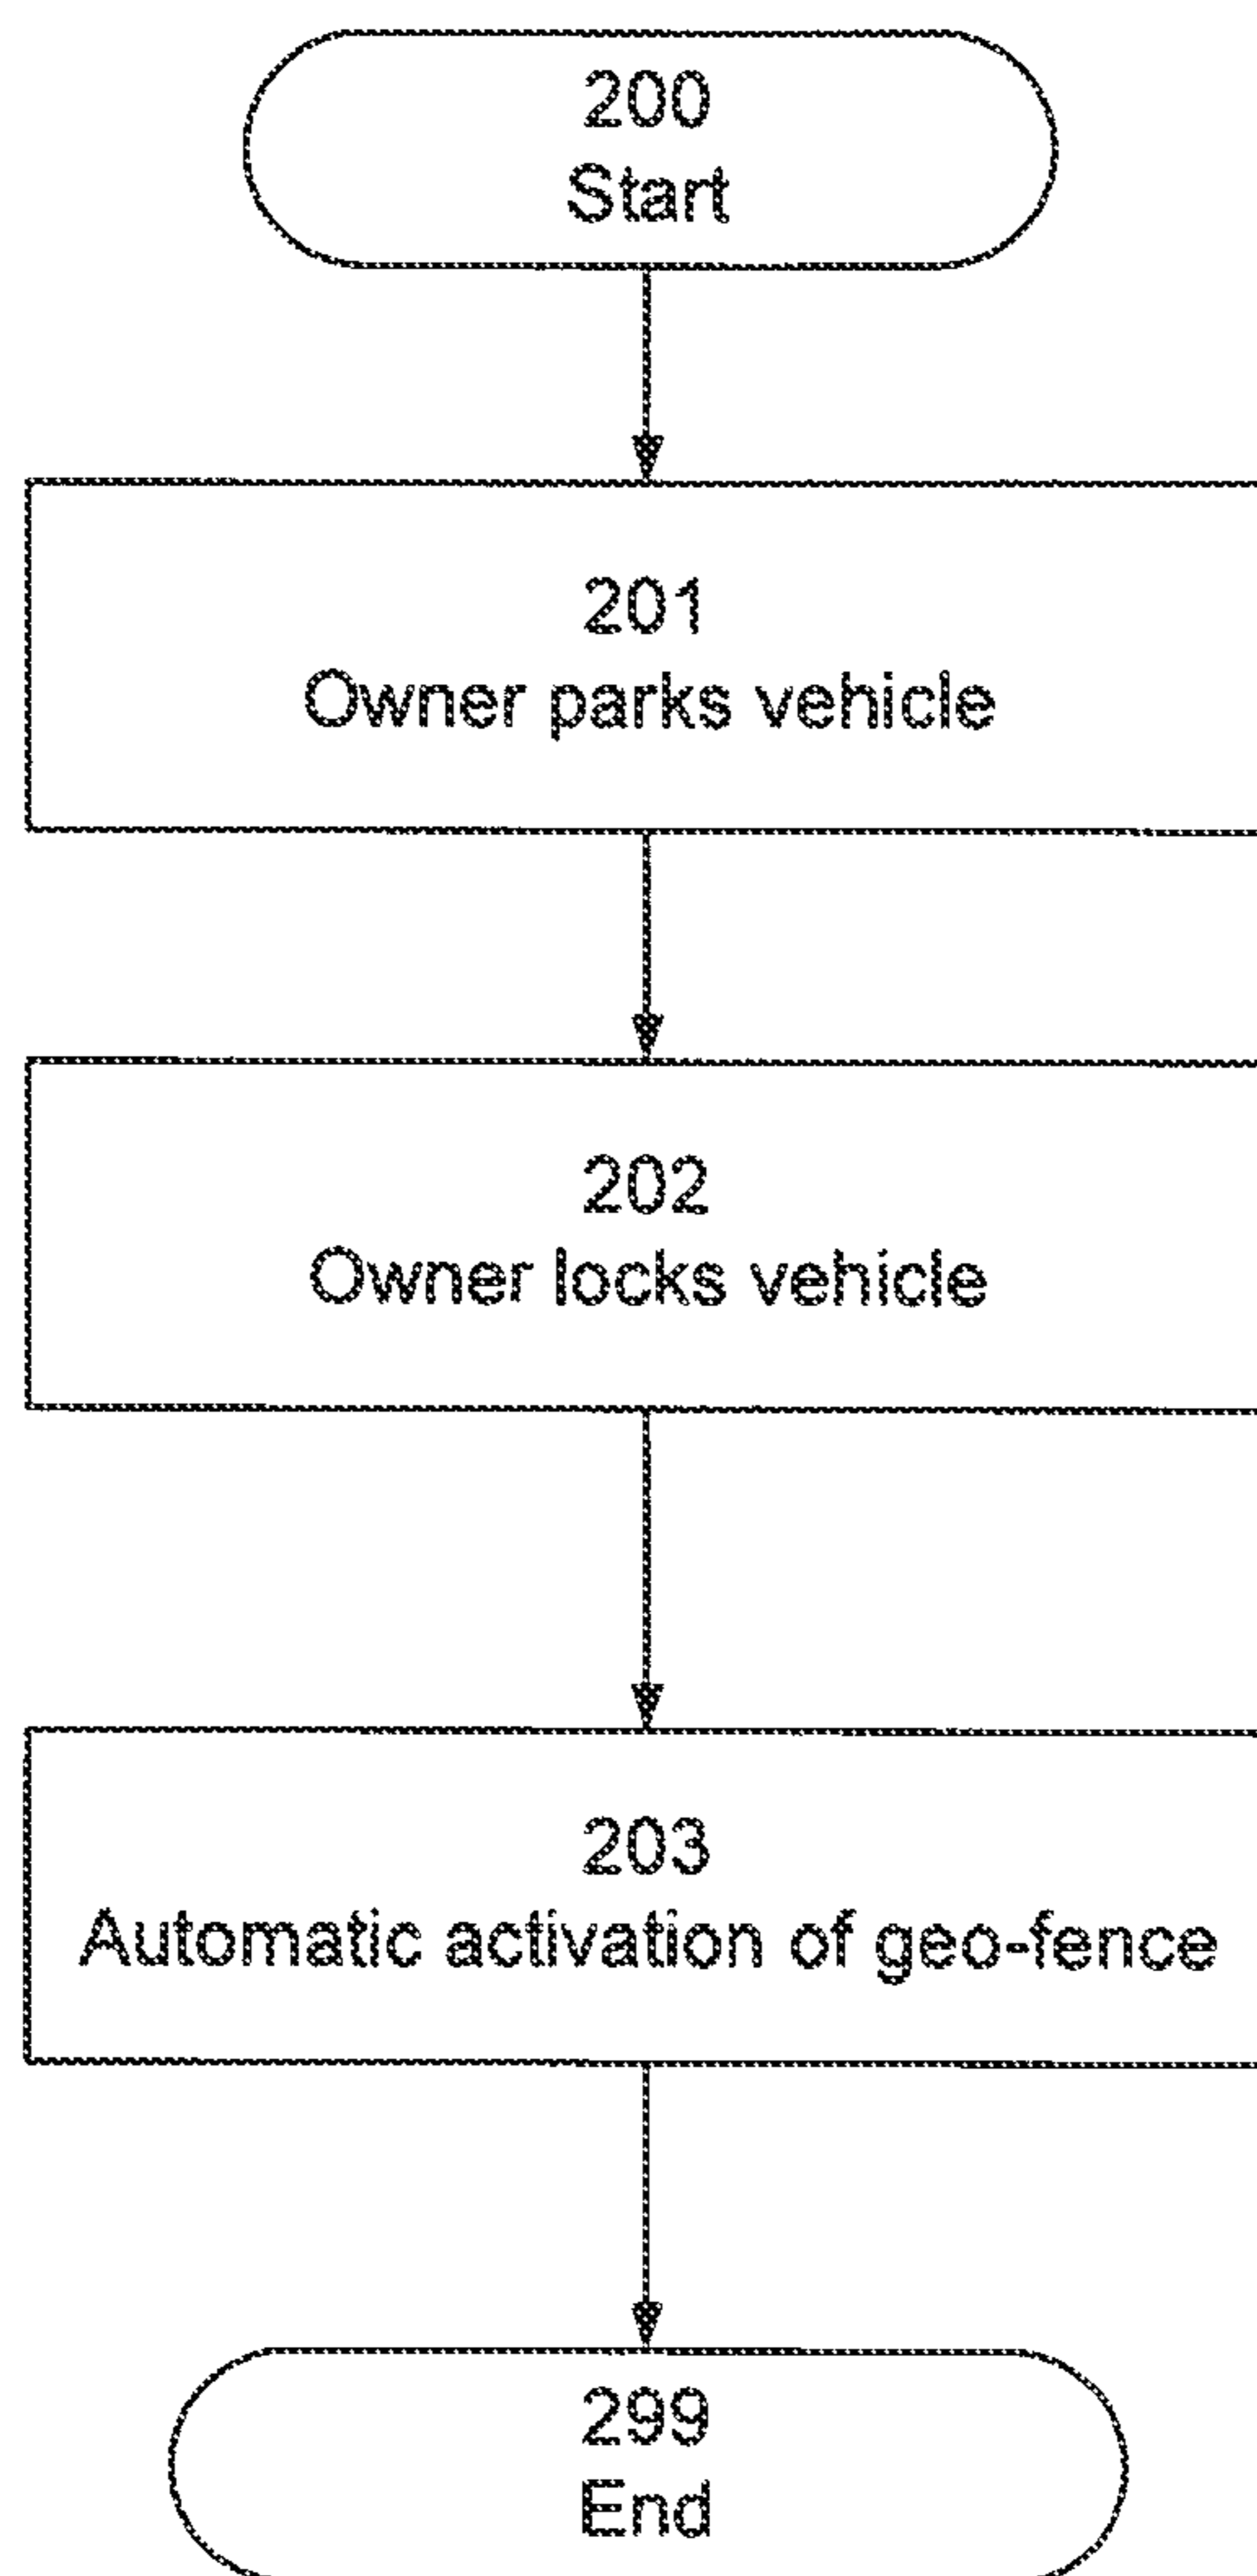 200
Start
201
Owner parks vehicle
202
Owner locks vehicle
203
Automatic activation of geo-fence
299
End